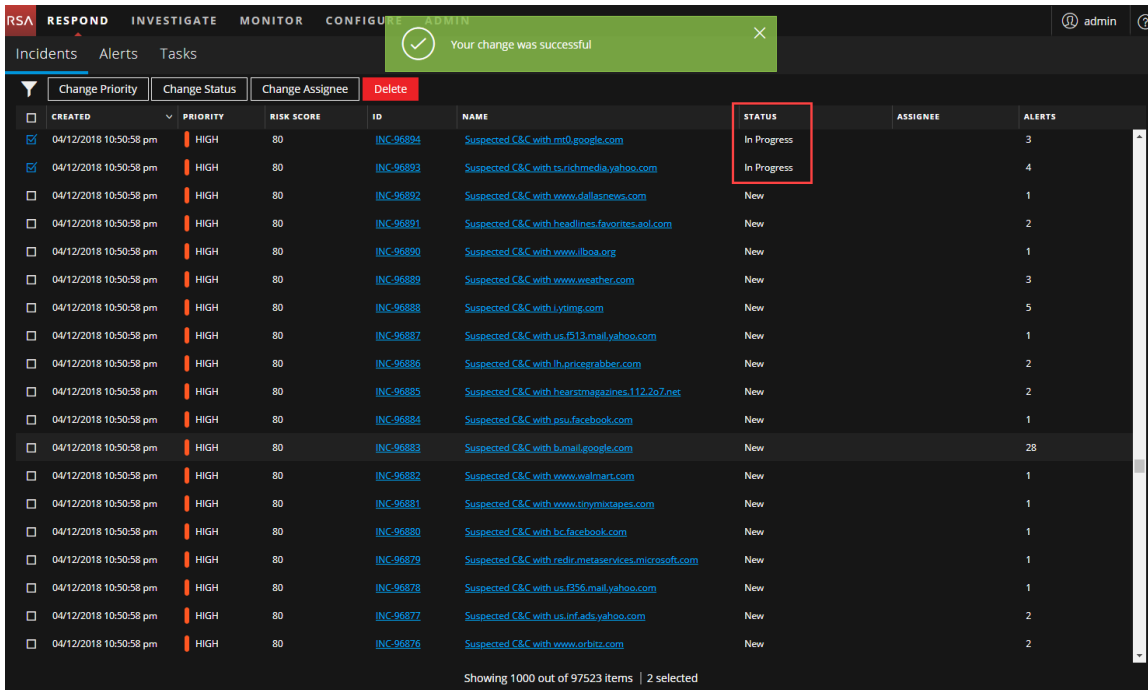 RSA RESPOND INVESTIGATE MONITOR CONFIGURE ADMIN admin
Your change was successful
Incidents Alerts Tasks
Change Priority Change Status Change Assignee Delete
CREATED PRIORITY RISK SCORE ID NAME STATUS ASSIGNEE ALERTS
04/12/2018 10:50:58 pm HIGH 80 INC-96894 Suspected C&C with mt0.google.com In Progress 3
04/12/2018 10:50:58 pm HIGH 80 INC-96893 Suspected C&C with ts.richmedia.yahoo.com In Progress 4
04/12/2018 10:50:58 pm HIGH 80 INC-96892 Suspected C&C with www.dallasnews.com New 1
04/12/2018 10:50:58 pm HIGH 80 INC-96891 Suspected C&C with headlines.favorites.aol.com New 2
04/12/2018 10:50:58 pm HIGH 80 INC-96890 Suspected C&C with www.ilboa.org New 1
04/12/2018 10:50:58 pm HIGH 80 INC-96889 Suspected C&C with www.weather.com New 3
04/12/2018 10:50:58 pm HIGH 80 INC-96888 Suspected C&C with i.ytimg.com New 5
04/12/2018 10:50:58 pm HIGH 80 INC-96887 Suspected C&C with us.f513.mail.yahoo.com New 1
04/12/2018 10:50:58 pm HIGH 80 INC-96886 Suspected C&C with lh.pricegrabber.com New 2
04/12/2018 10:50:58 pm HIGH 80 INC-96885 Suspected C&C with hearstmagazines.112.2o7.net New 2
04/12/2018 10:50:58 pm HIGH 80 INC-96884 Suspected C&C with psu.facebook.com New 1
04/12/2018 10:50:58 pm HIGH 80 INC-96883 Suspected C&C with b.mail.google.com New 28
04/12/2018 10:50:58 pm HIGH 80 INC-96882 Suspected C&C with www.walmart.com New 1
04/12/2018 10:50:58 pm HIGH 80 INC-96881 Suspected C&C with www.tinymixtapes.com New 1
04/12/2018 10:50:58 pm HIGH 80 INC-96880 Suspected C&C with bc.facebook.com New 1
04/12/2018 10:50:58 pm HIGH 80 INC-96879 Suspected C&C with redir.metaservices.microsoft.com New 1
04/12/2018 10:50:58 pm HIGH 80 INC-96878 Suspected C&C with us.f356.mail.yahoo.com New 1
04/12/2018 10:50:58 pm HIGH 80 INC-96877 Suspected C&C with us.inf.ads.yahoo.com New 2
04/12/2018 10:50:58 pm HIGH 80 INC-96876 Suspected C&C with www.orbitz.com New 2
Showing 1000 out of 97523 items | 2 selected